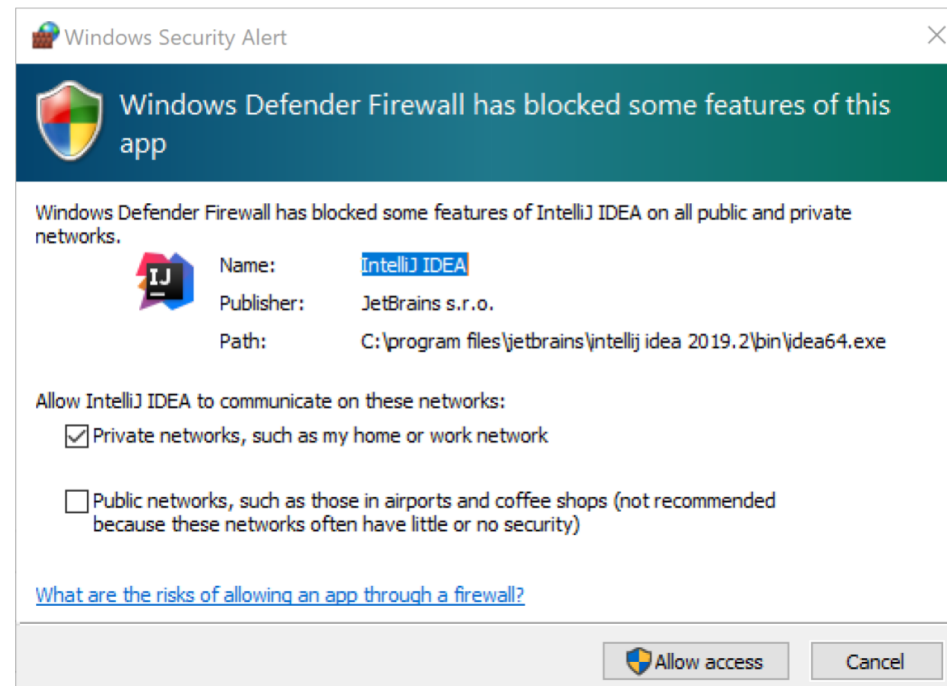 Windows Security Alert
Windows Defender Firewall has blocked some features of this
app
Windows Defender Firewall has blocked some features of IntelliJ IDEA on all public and private
networks.
IJ
Name: IntelliJ IDEA
Publisher: JetBrains s.r.o.
Path: C:\program files\jetbrains\intellij idea 2019.2\bin\idea64.exe
Allow IntelliJ IDEA to communicate on these networks:
Private networks, such as my home or work network
Public networks, such as those in airports and coffee shops (not recommended
because these networks often have little or no security)
What are the risks of allowing an app through a firewall?
Allow access Cancel